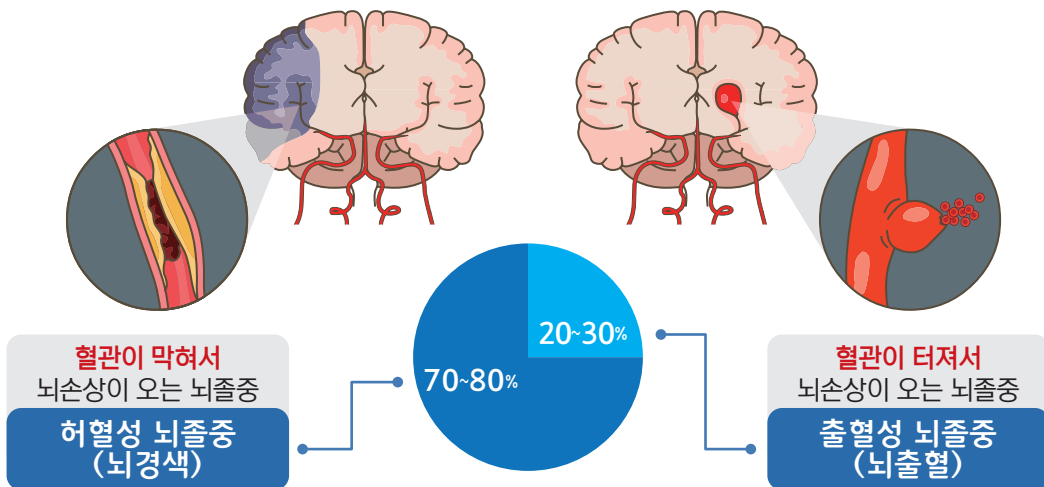 20~30%
70~80%
혈관이 막혀서
뇌손상이 오는 뇌졸중
허혈성 뇌졸중
(뇌경색)
혈관이 터져서
뇌손상이 오는 뇌졸중
출혈성 뇌졸중
(뇌출혈)